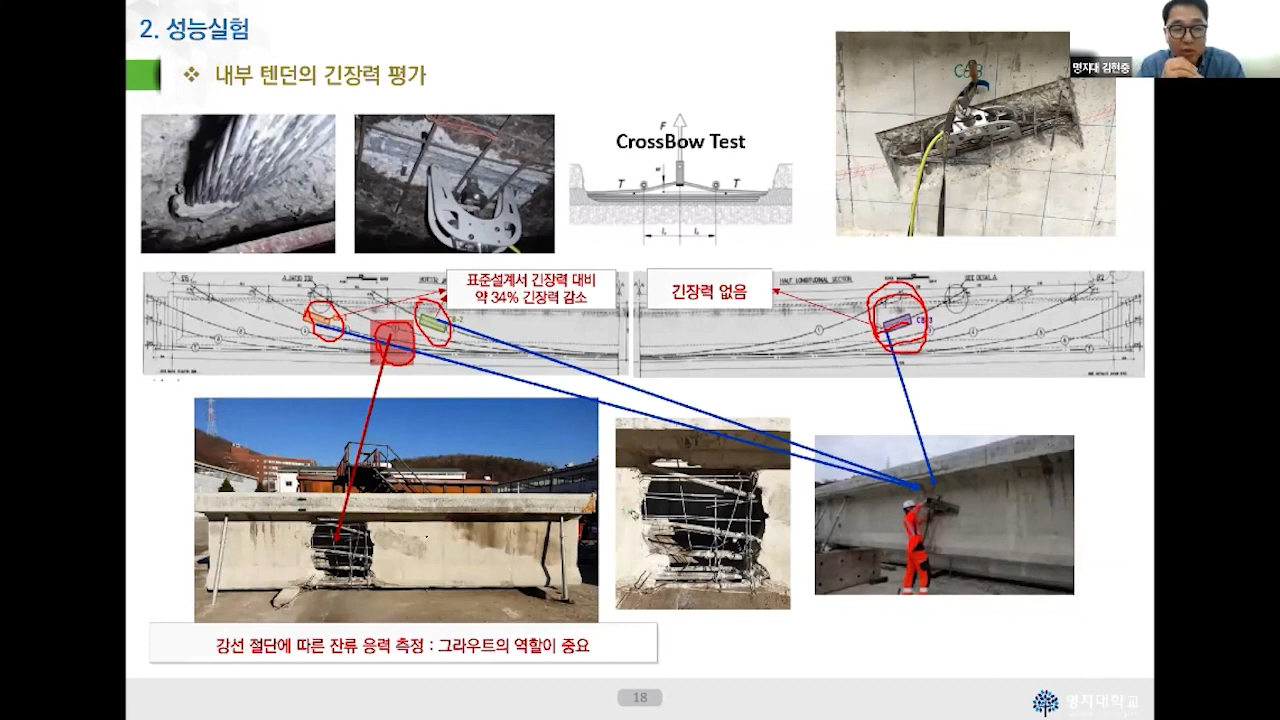 2. 성능실험
❖ 내부 텐던의 긴장력 평가
명지대 김현중
CrossBow Test
F
T
T
표준설계서 긴장력 대비
약 34% 긴장력 감소
긴장력 없음
HALF LONGITUDINAL SECTION
강선 절단에 따른 잔류 응력 측정 : 그라우트의 역할이 중요
18
명지대학교